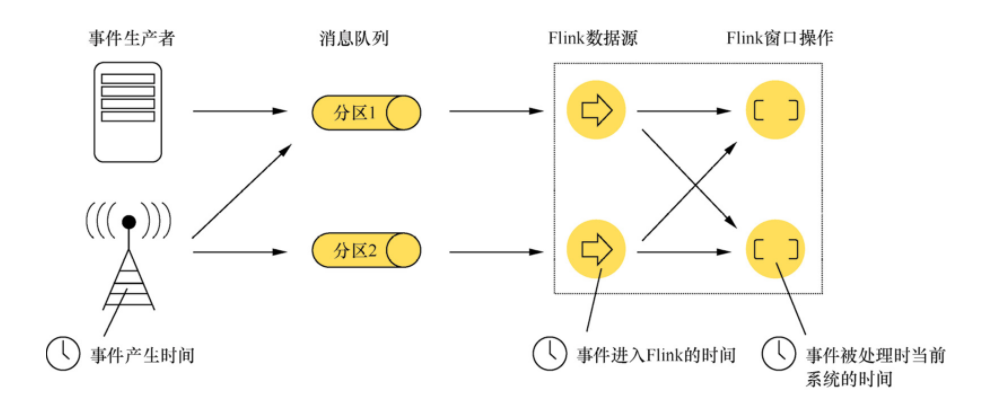 事件生产者
消息队列
Flink数据源
Flink窗口操作
分区1
分区2
事件产生时间
事件进入Flink的时间
事件被处理时当前
系统的时间